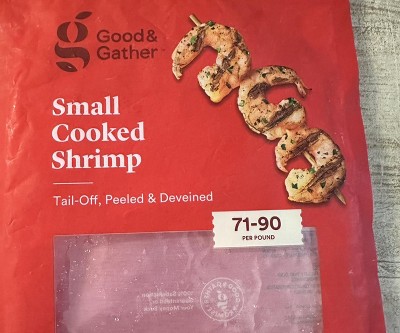 Good&
Gather
Small
Cooked
Shrimp
Tail-Off, Peeled & Deveined
71-90
PER POUND